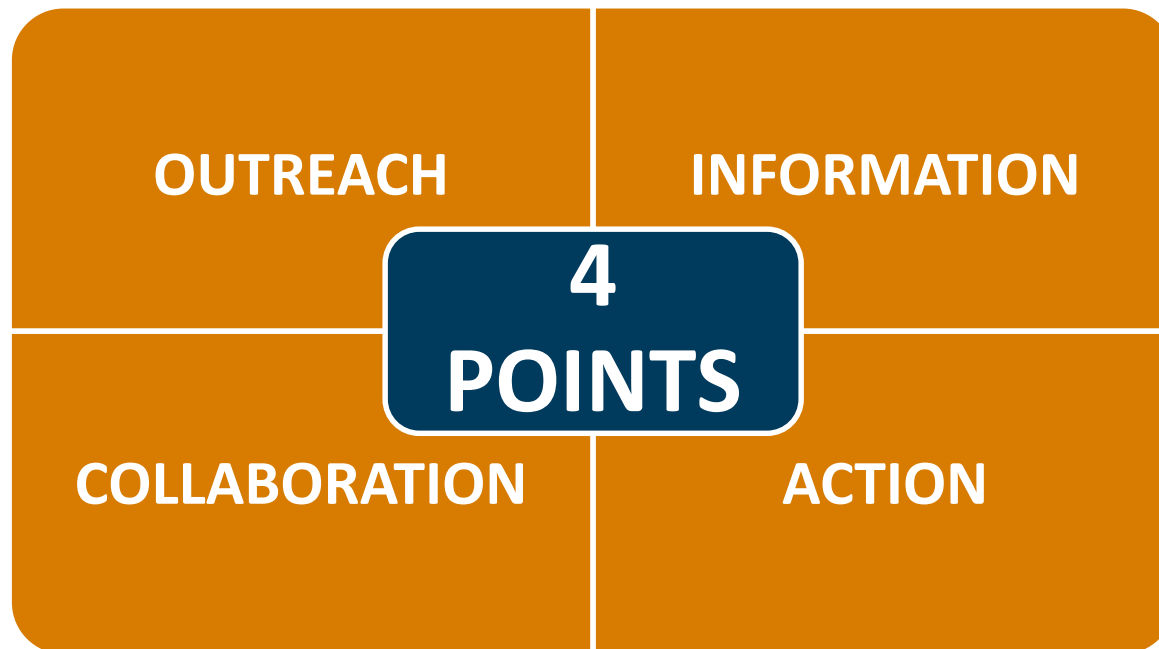 OUTREACH
INFORMATION
4
POINTS
COLLABORATION
ACTION